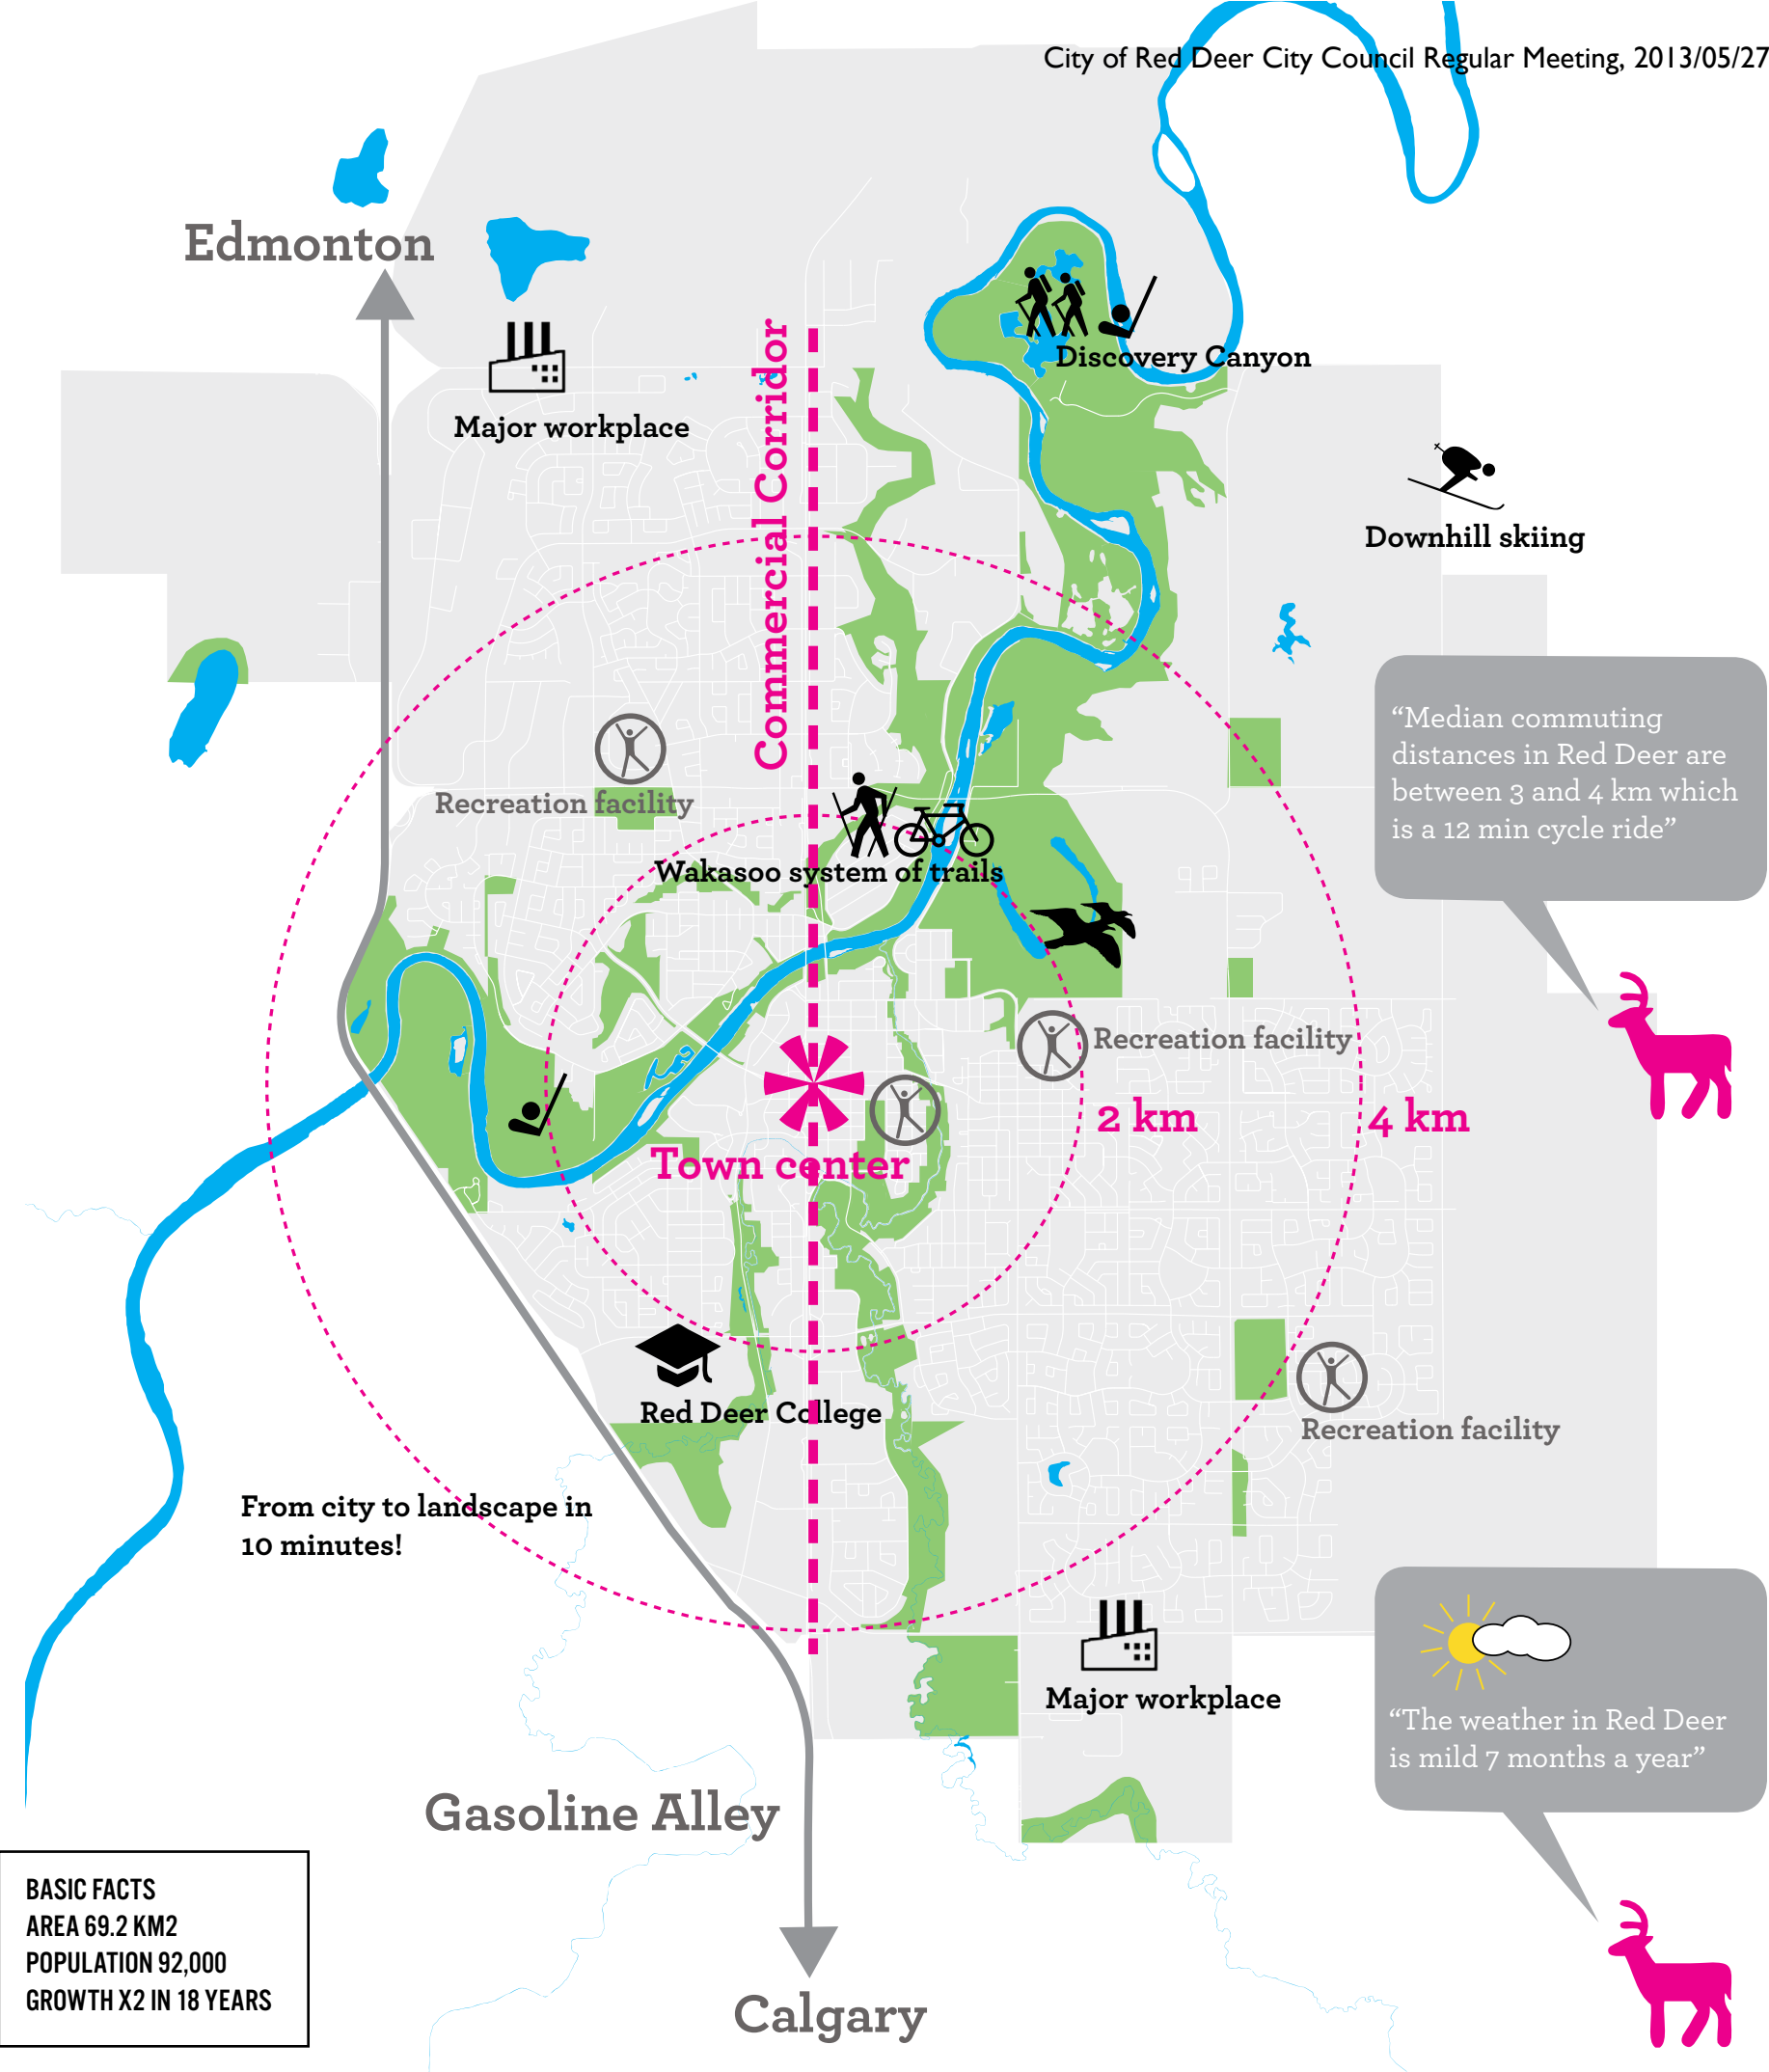 City of Red Deer City Council Regular Meeting, 2013/05/27
Edmonton
Discovery Canyon
Commercial Corridor
Major workplace
Downhill skiing
“Median commuting
distances in Red Deer are
between 3 and 4 km which
is a 12 min cycle ride”
Recreation facility
Wakasoo system of trails
Recreation facility
2 km
4 km
Town center
Red Deer College
Recreation facility
From city to landscape in
10 minutes!
Major workplace
“The weather in Red Deer
is mild 7 months a year”
Gasoline Alley
BASIC FACTS
AREA 69.2 KM2
POPULATION 92,000
GROWTH X2 IN 18 YEARS
Calgary